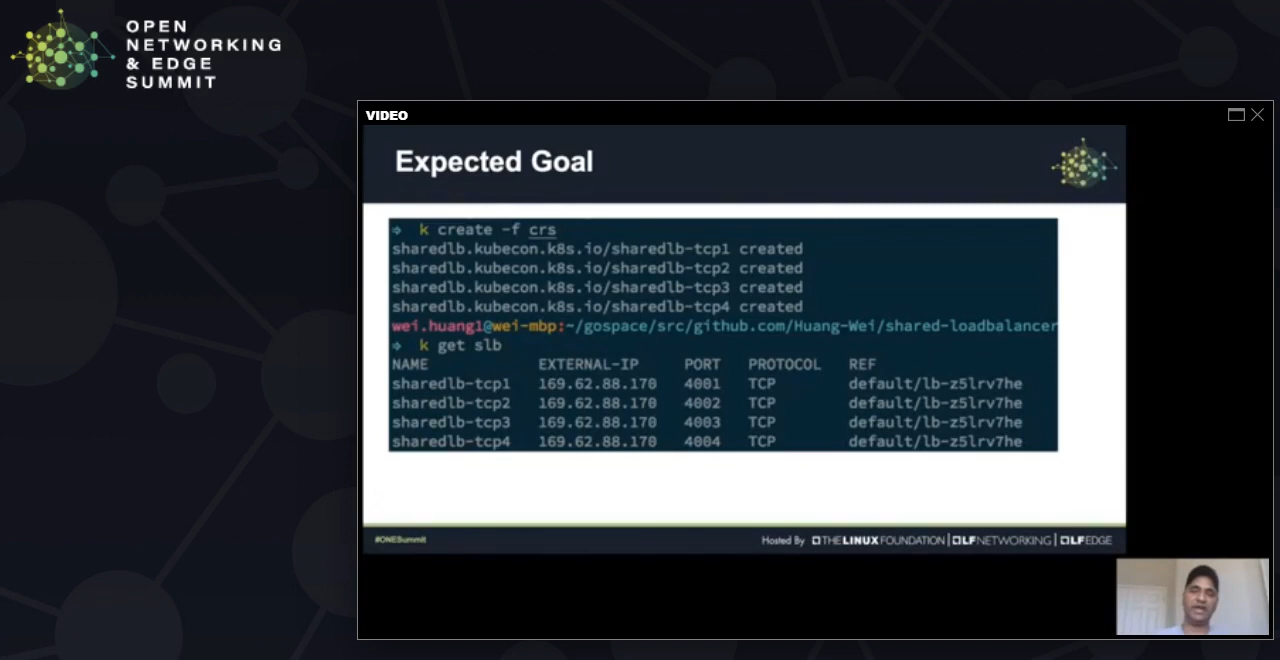 OPEN
NETWORKING
& EDGE
SUMMIT
VIDEO
Expected Goal
k create -f crs
sharedlb.kubecon.k8s.io/sharedlb-tcp1 created
sharedlb.kubecon.k8s.io/sharedlb-tcp2 created
sharedlb.kubecon.k8s.io/sharedlb-tcp3 created
sharedlb.kubecon.k8s.io/sharedlb-tcp4 created
wei.huang1@wei-mbp:~/gospace/src/github.com/Huang-Wei/shared-loadbalancer
k get slb
NAME EXTERNAL-IP PORT PROTOCOL REF
sharedlb-tcp1 169.62.88.170 4001 TCP default/lb-z5lrv7he
sharedlb-tcp2 169.62.88.170 4002 TCP default/lb-z5lrv7he
sharedlb-tcp3 169.62.88.170 4003 TCP default/lb-z5lrv7he
sharedlb-tcp4 169.62.88.170 4004 TCP default/lb-z5lrv7he
#ONESummit
Hosted By THE LINUX FOUNDATION | LF NETWORKING | LF EDGE